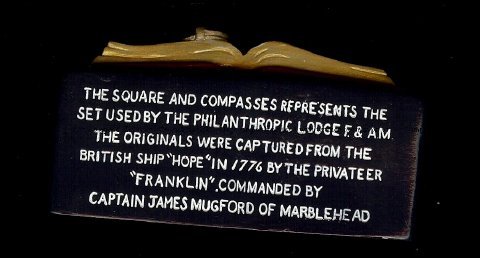 THE SQUARE AND COMPASSES REPRESENTS THE
SET USED BY THE PHILANTHROPIC LODGE F. & A.M.
THE ORIGINALS WERE CAPTURED FROM THE
BRITISH SHIP "HOPE" IN 1776 BY THE PRIVATEER
"FRANKLIN", COMMANDED BY
CAPTAIN JAMES MUGFORD OF MARBLEHEAD